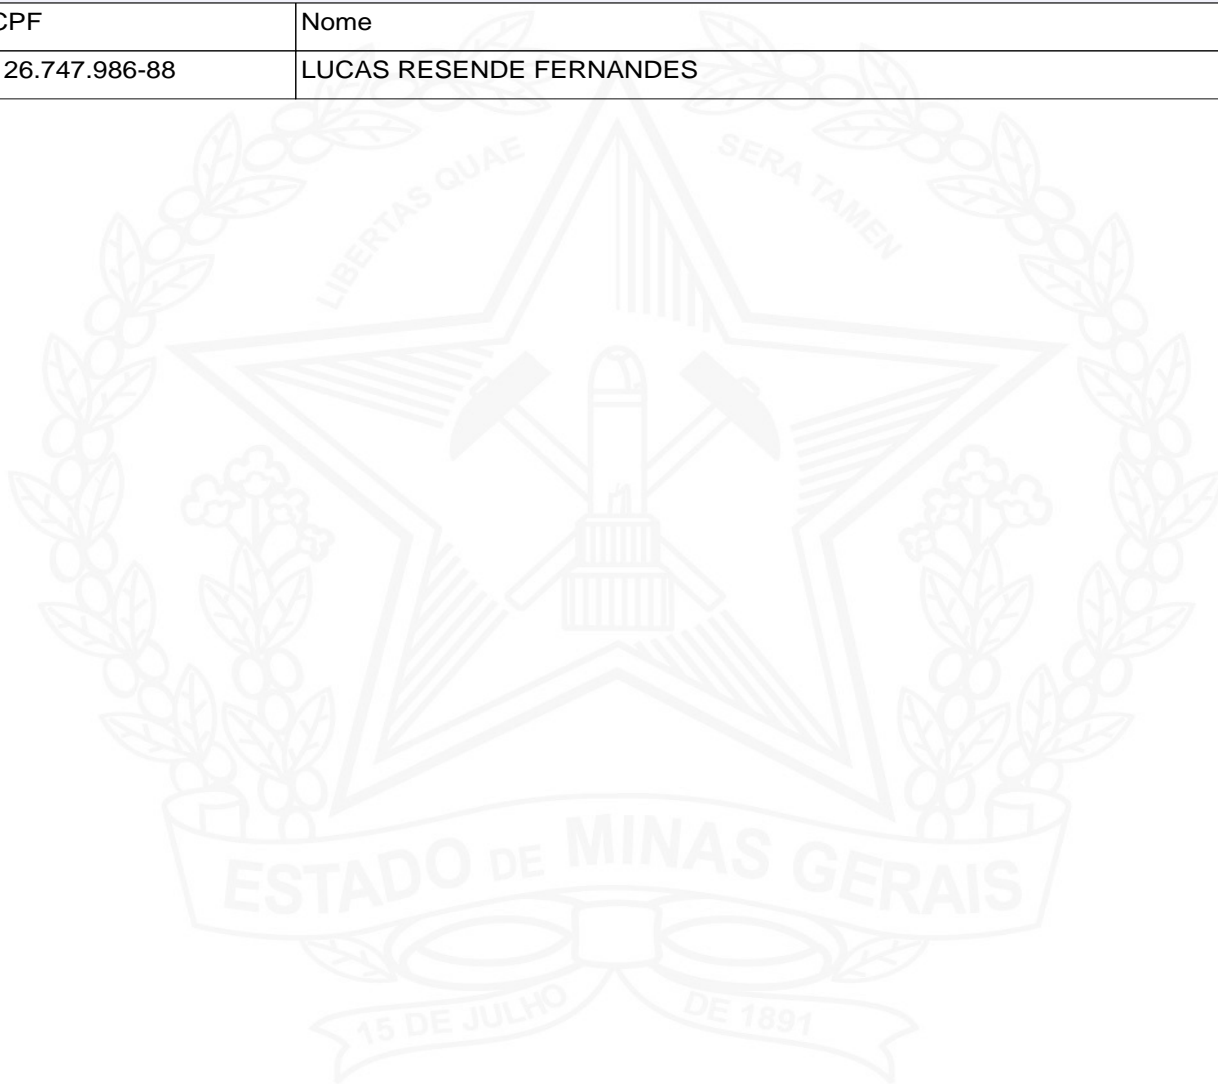 CPF Nome
26.747.986-88 LUCAS RESENDE FERNANDES
LIBERTAS QUAE SERA TAMEN
ESTADO DE MINAS GERAIS
15 DE JULHO DE 1891